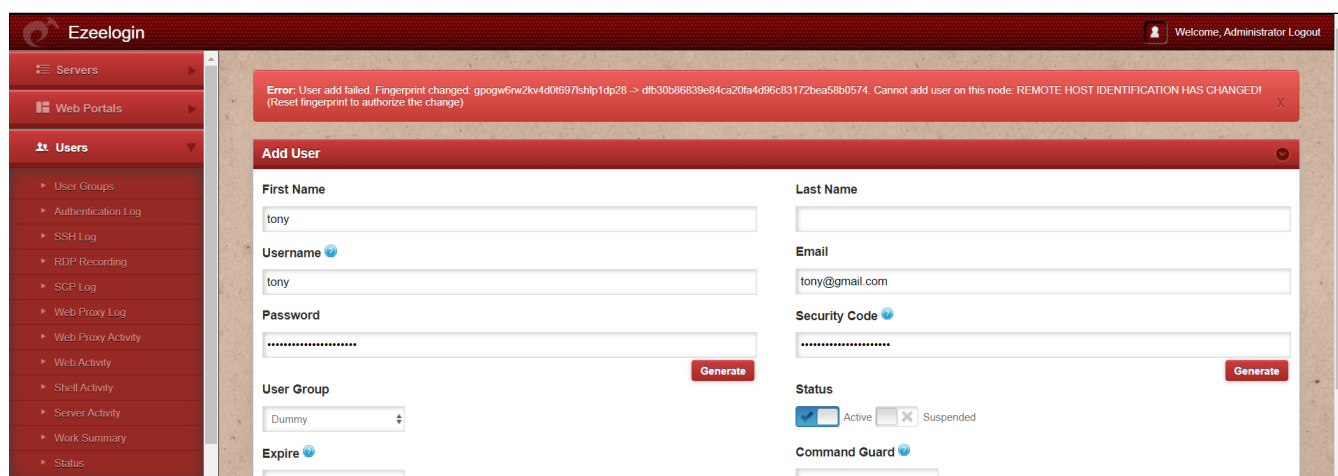 Ezeelogin
Welcome, Administrator Logout
Servers
Web Portals
Users
User Groups
Authentication Log
SSH Log
RDP Recording
SCP Log
Web Proxy Log
Web Proxy Activity
Web Activity
Shell Activity
Server Activity
Work Summary
Status
Error: User add failed. Fingerprint changed: gpogw6rw2kv4d0t697lshlp1dp28 -> dfb30b86839e84ca20fa4d96c83172bea58b0574. Cannot add user on this node: REMOTE HOST IDENTIFICATION HAS CHANGED!
(Reset fingerprint to authorize the change)
X
Add User
First Name
Last Name
tony
Username
Email
tony
tony@gmail.com
Password
Security Code
Generate
Generate
User Group
Status
Dummy
Active
Suspended
Expire
Command Guard